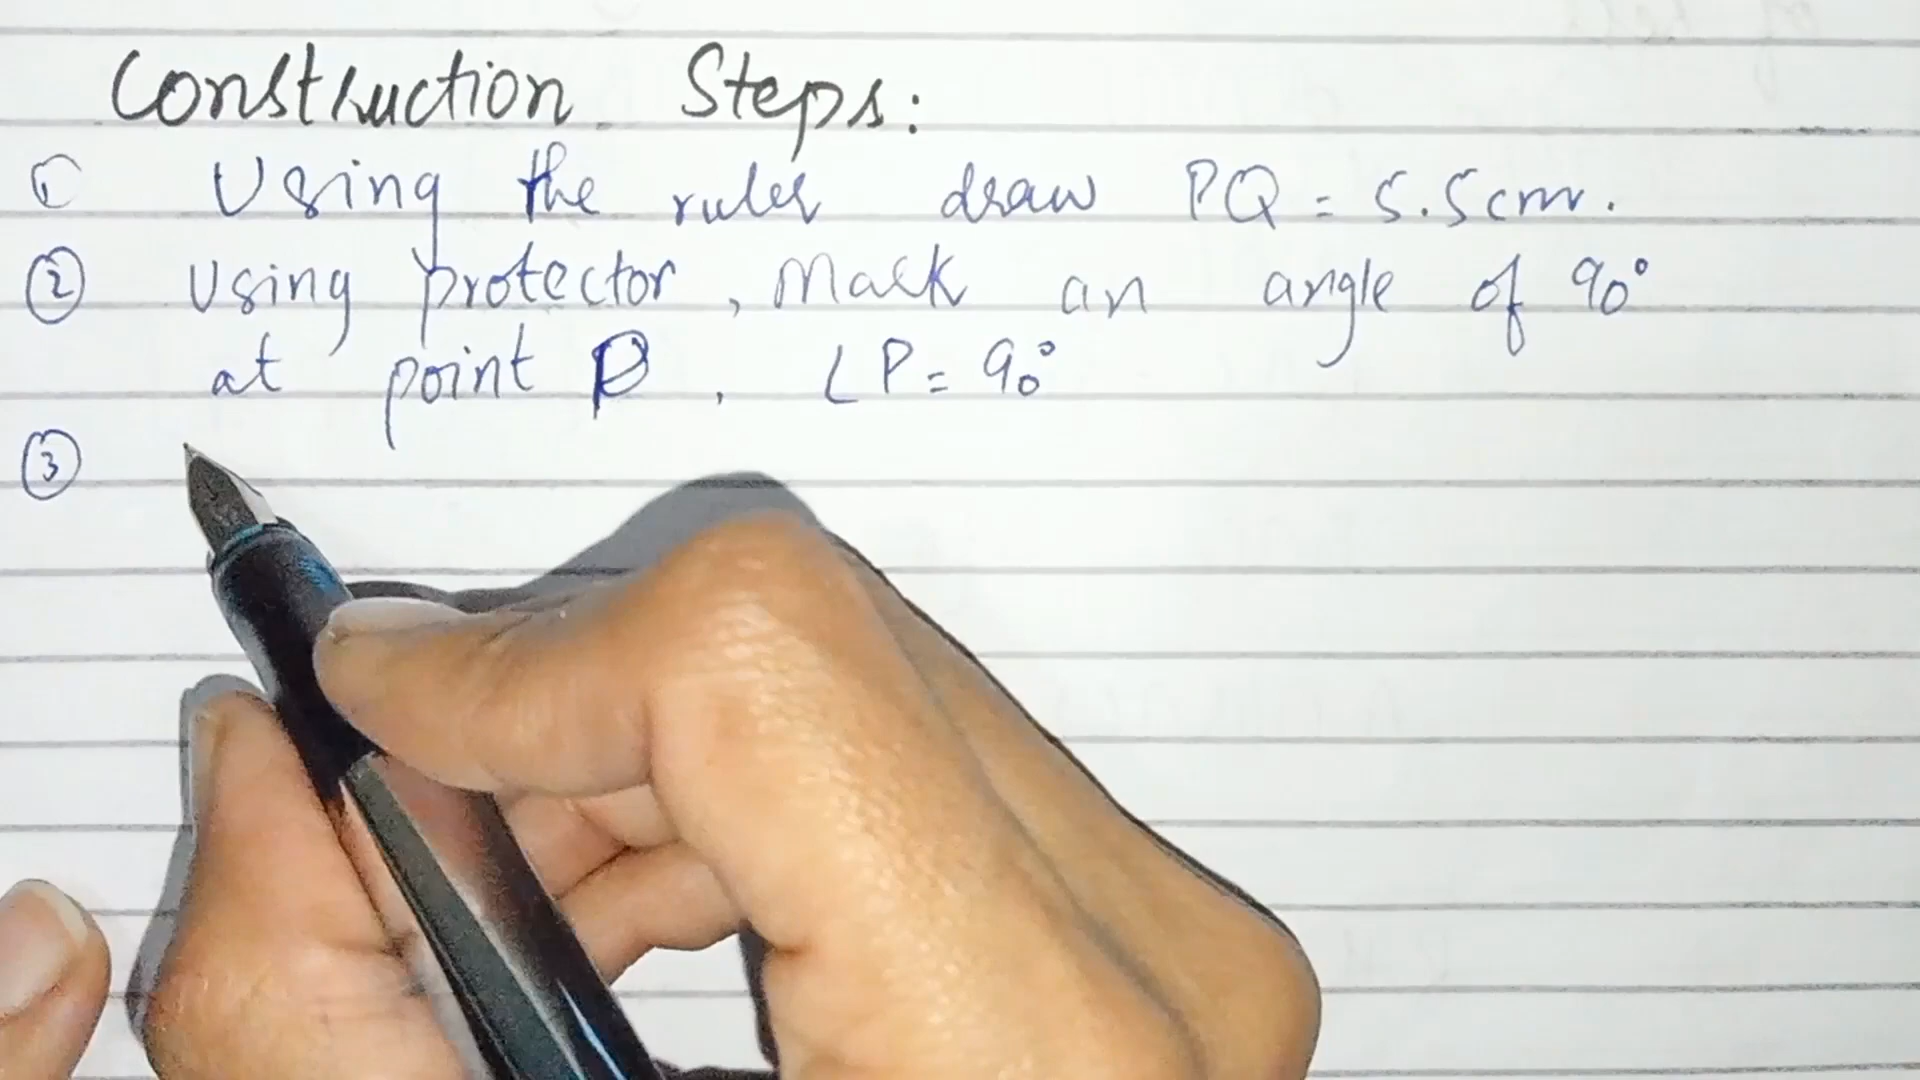 Construction Steps:
① Using the ruler draw PQ = 5.5cm.
② Using protector, Mark an angle of 90°
at point P, ∠P = 90°
③